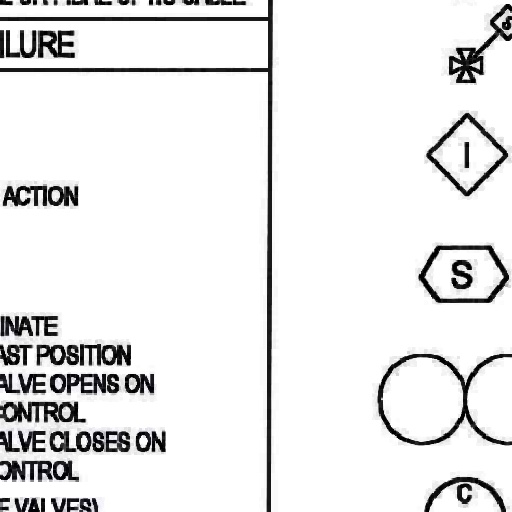 ILURE
ACTION
INATE
AST POSITION
ALVE OPENS ON
CONTROL
ALVE CLOSES ON
ONTROL
E VALVES)
S
I
S
C